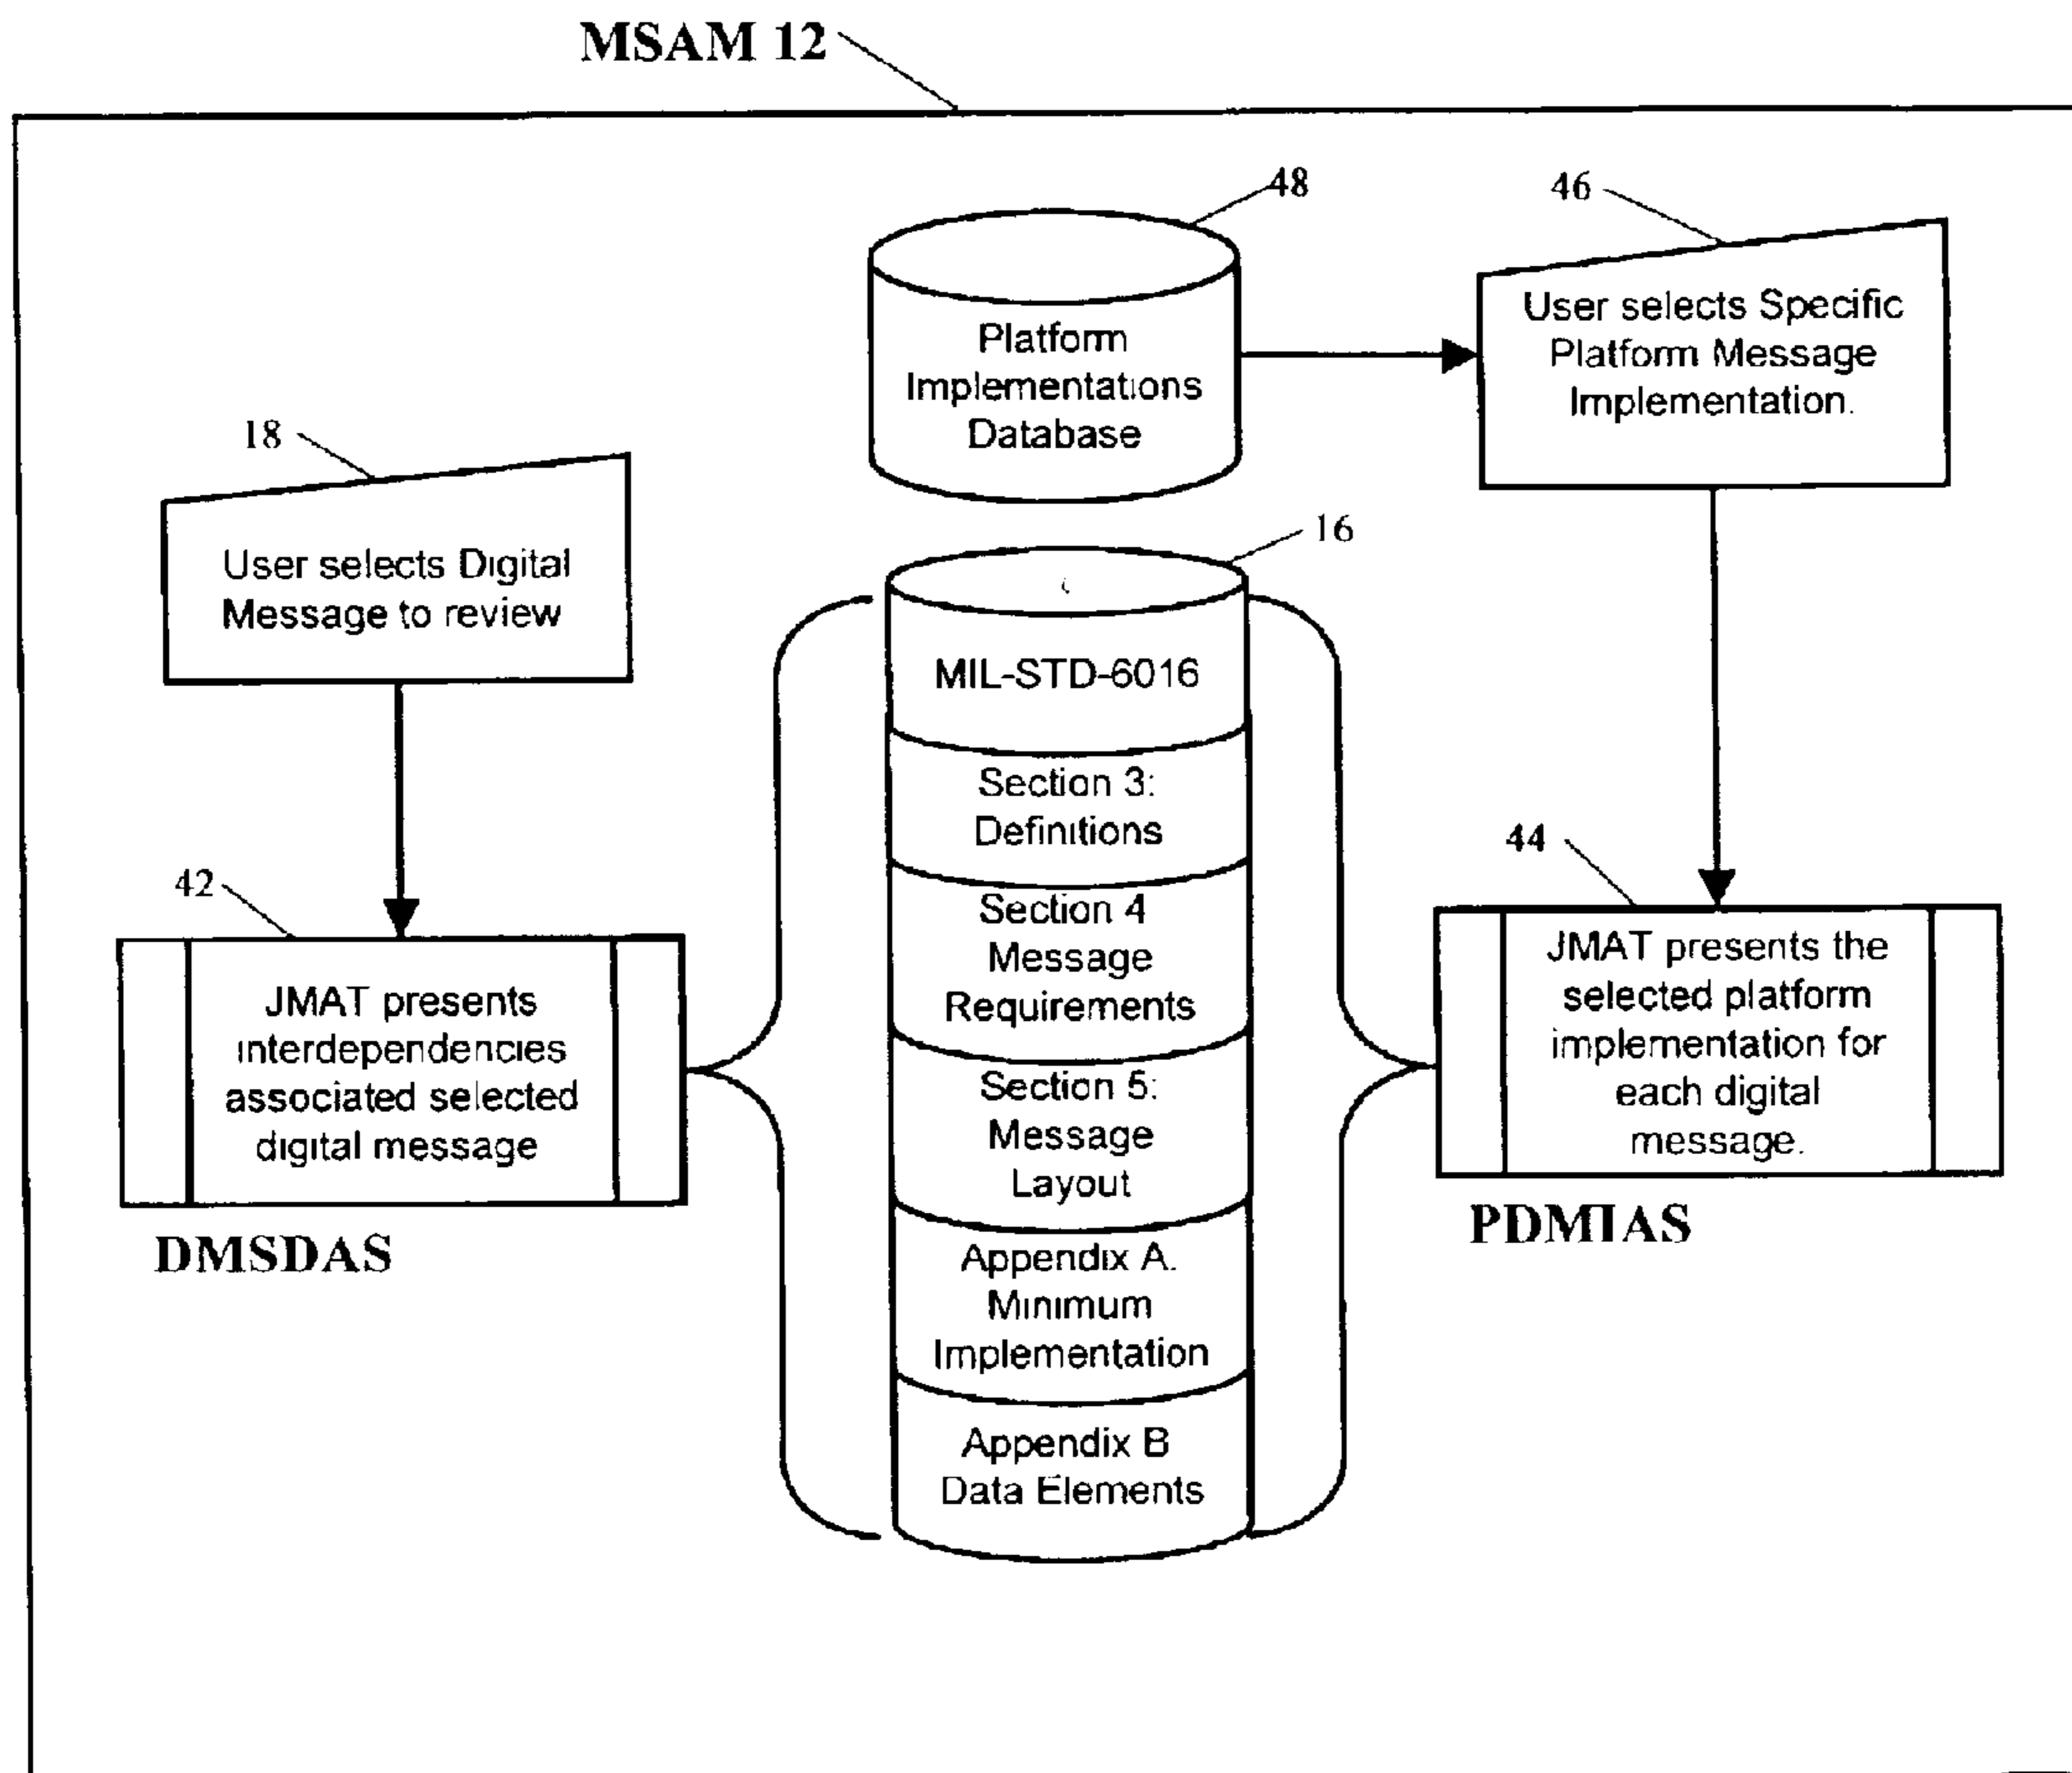 MSAM 12
48
46
Platform
Implementations
Database
User selects Specific
Platform Message
Implementation.
18
User selects Digital
Message to review
16
MIL-STD-6016
Section 3:
Definitions
Section 4
Message
Requirements
Section 5:
Message
Layout
Appendix A.
Minimum
Implementation
Appendix B
Data Elements
42
JMAT presents
interdependencies
associated selected
digital message
DMSDAS
44
JMAT presents the
selected platform
implementation for
each digital
message.
PDMIAS